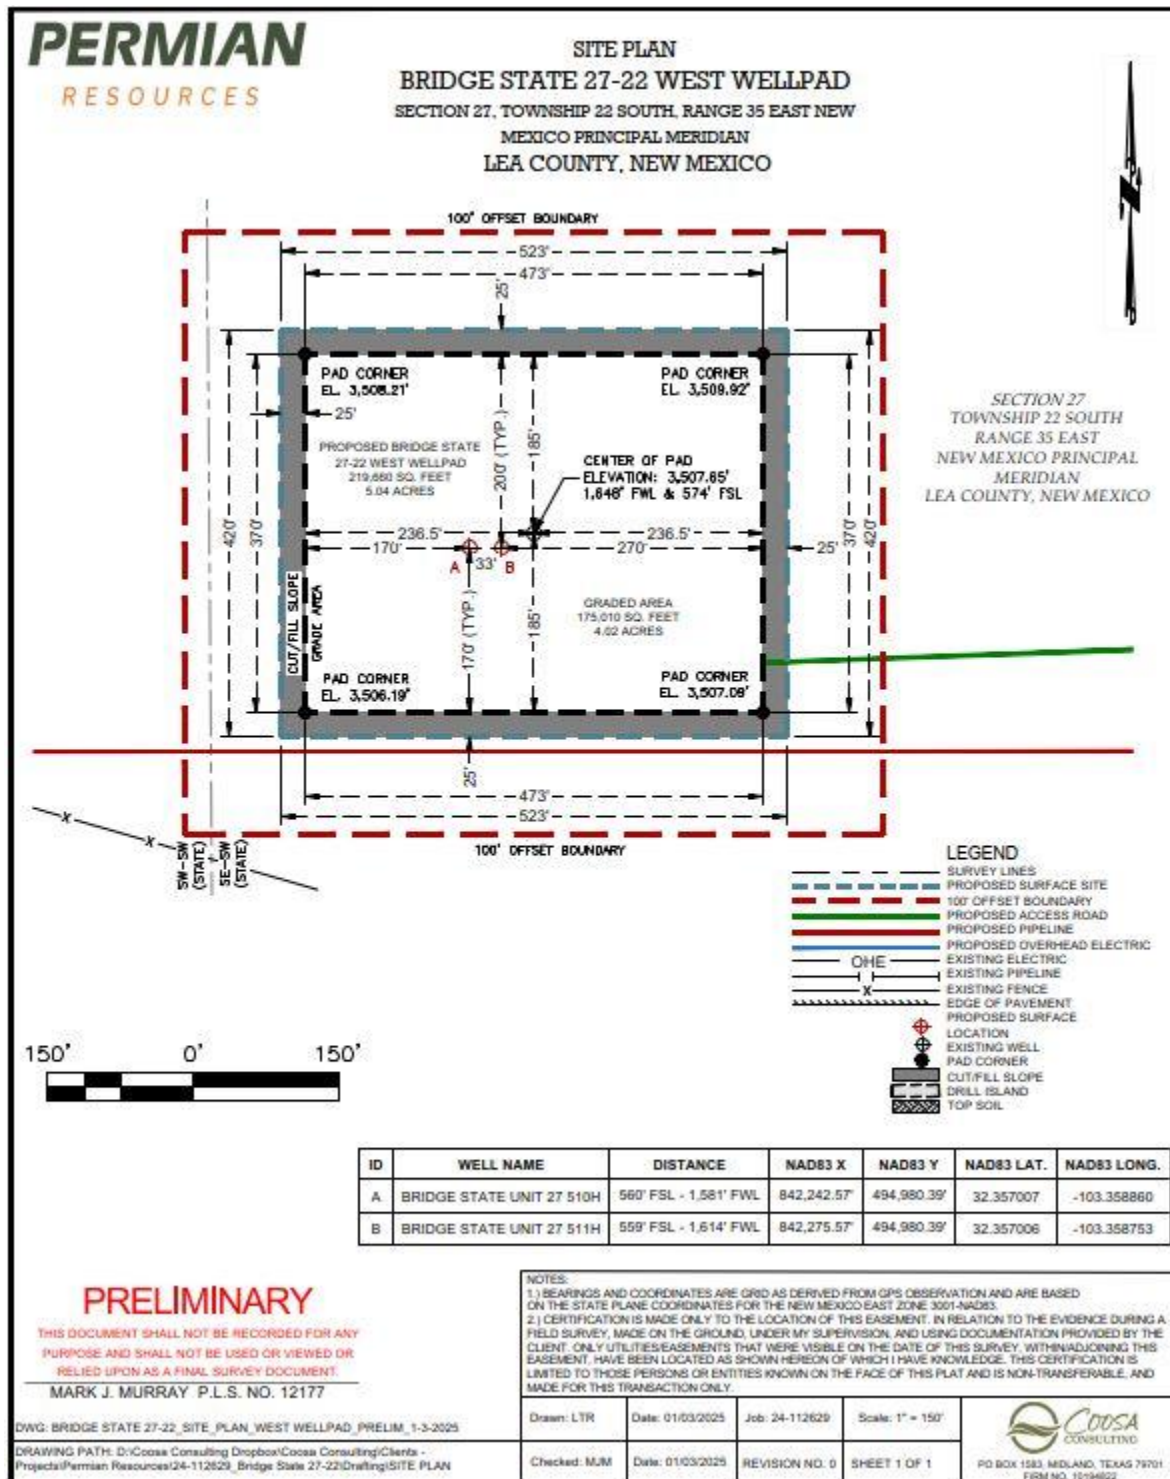 PERMIAN
RESOURCES
SITE PLAN
BRIDGE STATE 27-22 WEST WELLPAD
SECTION 27, TOWNSHIP 22 SOUTH, RANGE 35 EAST NEW
MEXICO PRINCIPAL MERIDIAN
LEA COUNTY, NEW MEXICO
N
100' OFFSET BOUNDARY
523'
473'
25'
PAD CORNER
EL. 3,508.21'
PAD CORNER
EL. 3,509.92'
25'
PROPOSED BRIDGE STATE
27-22 WEST WELLPAD
219,660 SQ. FEET
5.04 ACRES
200' (TYP.)
185'
CENTER OF PAD
ELEVATION: 3,507.65'
1,648' FWL & 574' FSL
SECTION 27
TOWNSHIP 22 SOUTH
RANGE 35 EAST
NEW MEXICO PRINCIPAL
MERIDIAN
LEA COUNTY, NEW MEXICO
420'
370'
236.5'
236.5'
170'
270'
33'
A
B
25'
370'
420'
CUT/FILL SLOPE
GRADE AREA
170' (TYP.)
185'
GRADED AREA
175,010 SQ. FEET
4.02 ACRES
PAD CORNER
EL. 3,506.19'
PAD CORNER
EL. 3,507.09'
25'
473'
523'
100' OFFSET BOUNDARY
X
X
SW-SW
(STATE)
SE-SW
(STATE)
LEGEND
SURVEY LINES
PROPOSED SURFACE SITE
100' OFFSET BOUNDARY
PROPOSED ACCESS ROAD
PROPOSED PIPELINE
PROPOSED OVERHEAD ELECTRIC
OHE EXISTING ELECTRIC
EXISTING PIPELINE
X EXISTING FENCE
EDGE OF PAVEMENT
PROPOSED SURFACE
LOCATION
EXISTING WELL
PAD CORNER
CUT/FILL SLOPE
DRILL ISLAND
TOP SOIL
150' 0' 150'
ID WELL NAME DISTANCE NAD83 X NAD83 Y NAD83 LAT. NAD83 LONG.
A BRIDGE STATE UNIT 27 510H 560' FSL - 1,581' FWL 842,242.57' 494,980.39' 32.357007 -103.358860
B BRIDGE STATE UNIT 27 511H 559' FSL - 1,614' FWL 842,275.57' 494,980.39' 32.357006 -103.358753
PRELIMINARY
THIS DOCUMENT SHALL NOT BE RECORDED FOR ANY
PURPOSE AND SHALL NOT BE USED OR VIEWED OR
RELIED UPON AS A FINAL SURVEY DOCUMENT.
MARK J. MURRAY P.L.S. NO. 12177
NOTES:
1.) BEARINGS AND COORDINATES ARE GRID AS DERIVED FROM GPS OBSERVATION AND ARE BASED
ON THE STATE PLANE COORDINATES FOR THE NEW MEXICO EAST ZONE 3001-NAD83.
2.) CERTIFICATION IS MADE ONLY TO THE LOCATION OF THIS EASEMENT. IN RELATION TO THE EVIDENCE DURING A
FIELD SURVEY, MADE ON THE GROUND, UNDER MY SUPERVISION, AND USING DOCUMENTATION PROVIDED BY THE
CLIENT. ONLY UTILITIES/EASEMENTS THAT WERE VISIBLE ON THE DATE OF THIS SURVEY, WITHIN/ADJOINING THIS
EASEMENT, HAVE BEEN LOCATED AS SHOWN HEREON OF WHICH I HAVE KNOWLEDGE. THIS CERTIFICATION IS
LIMITED TO THOSE PERSONS OR ENTITIES KNOWN ON THE FACE OF THIS PLAT AND IS NON-TRANSFERABLE, AND
MADE FOR THIS TRANSACTION ONLY.
DWG: BRIDGE STATE 27-22_SITE_PLAN_WEST WELLPAD_PRELIM_1-3-2025
DRAWING PATH: D:\Coosa Consulting Dropbox\Coosa Consulting\Clients -
Projects\Permian Resources\24-112629_Bridge State 27-22\Drafting\SITE PLAN
Drawn: LTR Date: 01/03/2025 Job: 24-112629 Scale: 1" = 150'
Checked: MJM Date: 01/03/2025 REVISION NO. 0 SHEET 1 OF 1
COOSA
CONSULTING
PO BOX 1583, MIDLAND, TEXAS 79701
FIRM NO.